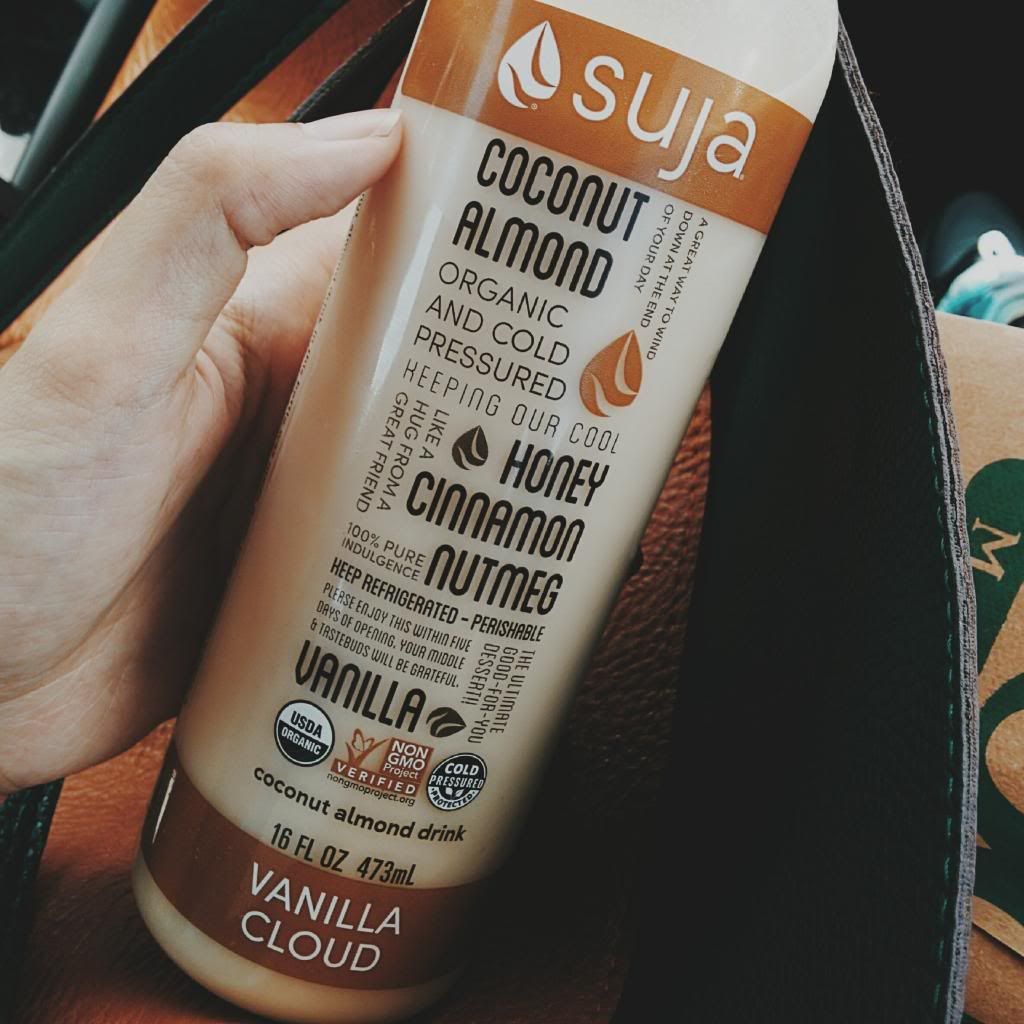 suja
COCONUT
ALMOND
A GREAT WAY TO WIND
DOWN AT THE END
OF YOUR DAY
ORGANIC
AND COLD
PRESSURED
KEEPING OUR COOL
LIKE A
HUG FROM A
GREAT FRIEND
HONEY
CINNAMON
100% PURE
INDULGENCE
NUTMEG
KEEP REFRIGERATED - PERISHABLE
PLEASE ENJOY THIS WITHIN FIVE
DAYS OF OPENING, YOUR MIDDLE
& TASTEBUDS WILL BE GRATEFUL.
THE ULTIMATE
GOOD-FOR-YOU
DESSERT!!
VANILLA
USDA
ORGANIC
NON
GMO
Project
VERIFIED
nongmoproject.org
COLD
PRESSURED
PROTECTED
coconut almond drink
16 FL OZ 473mL
VANILLA
CLOUD
M